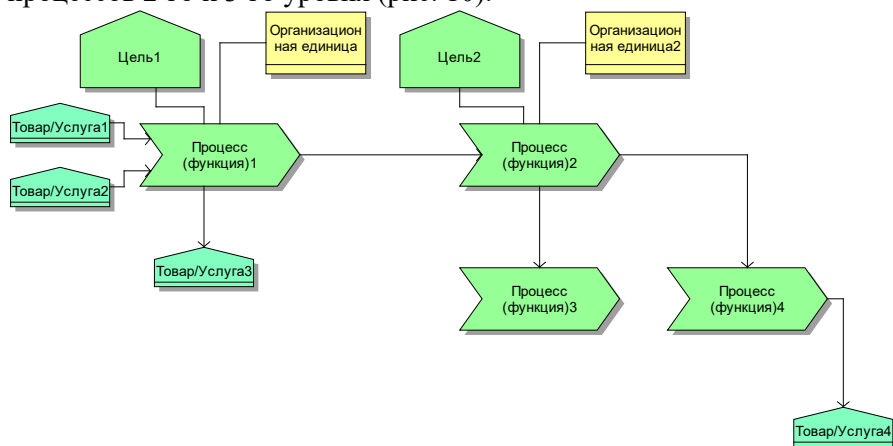 процессов 2-го и 3-го уровня (рис. 10).
Цель1
Организацион
ная единица
Цель2
Организацион
ная единица2
Товар/Услуга1
Товар/Услуга2
Процесс
(функция)1
Процесс
(функция)2
Товар/Услуга3
Процесс
(функция)3
Процесс
(функция)4
Товар/Услуга4